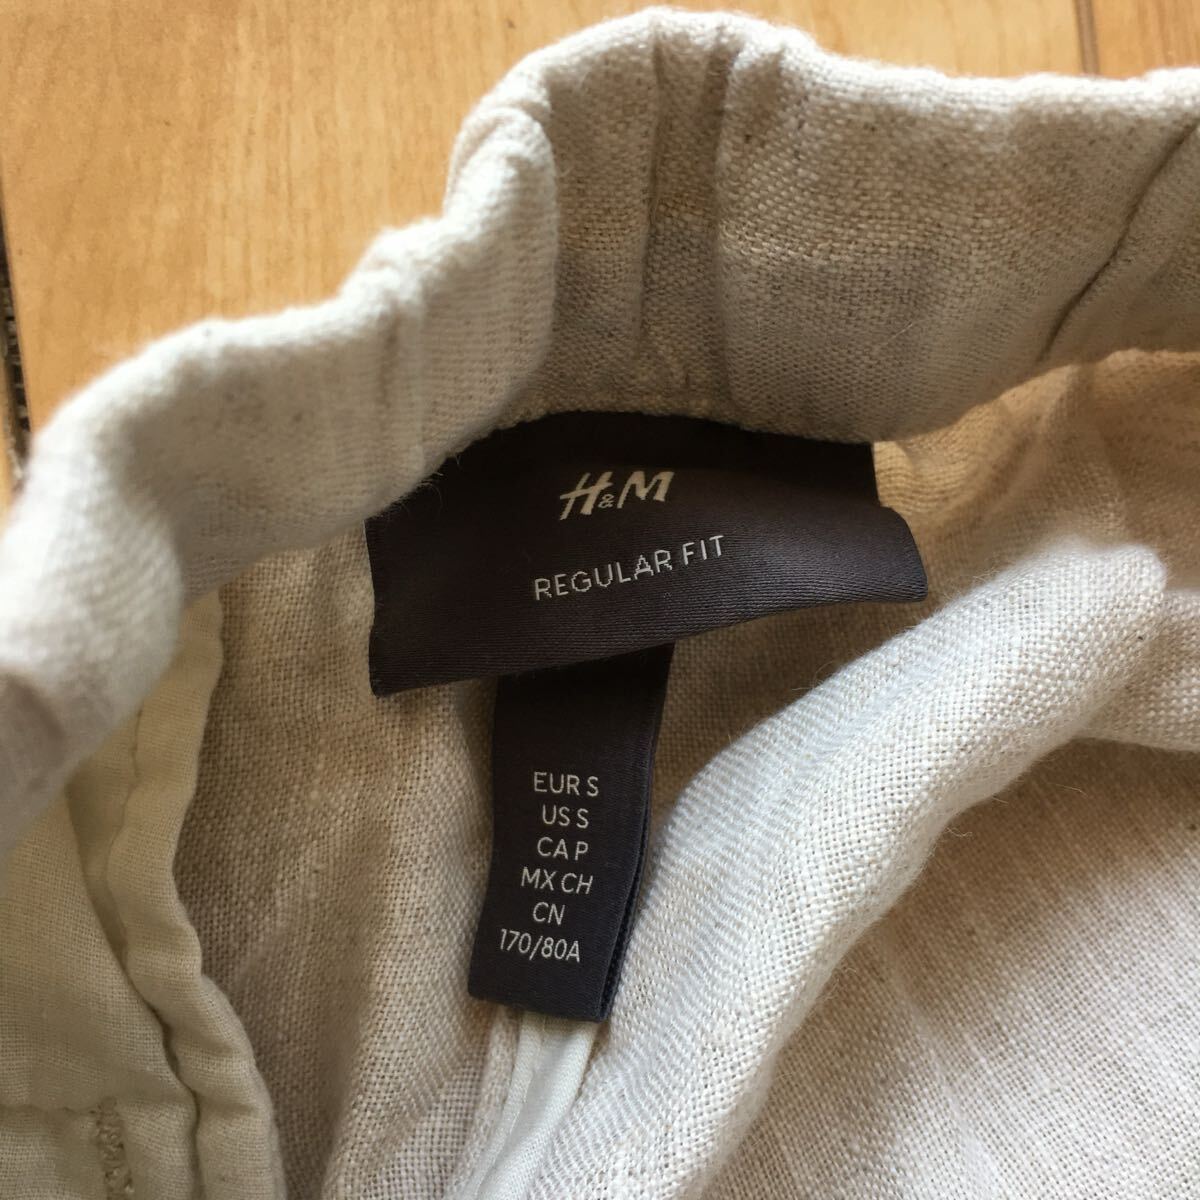 H&M
REGULAR FIT
EUR S
US S
CA P
MX CH
CN
170/80A